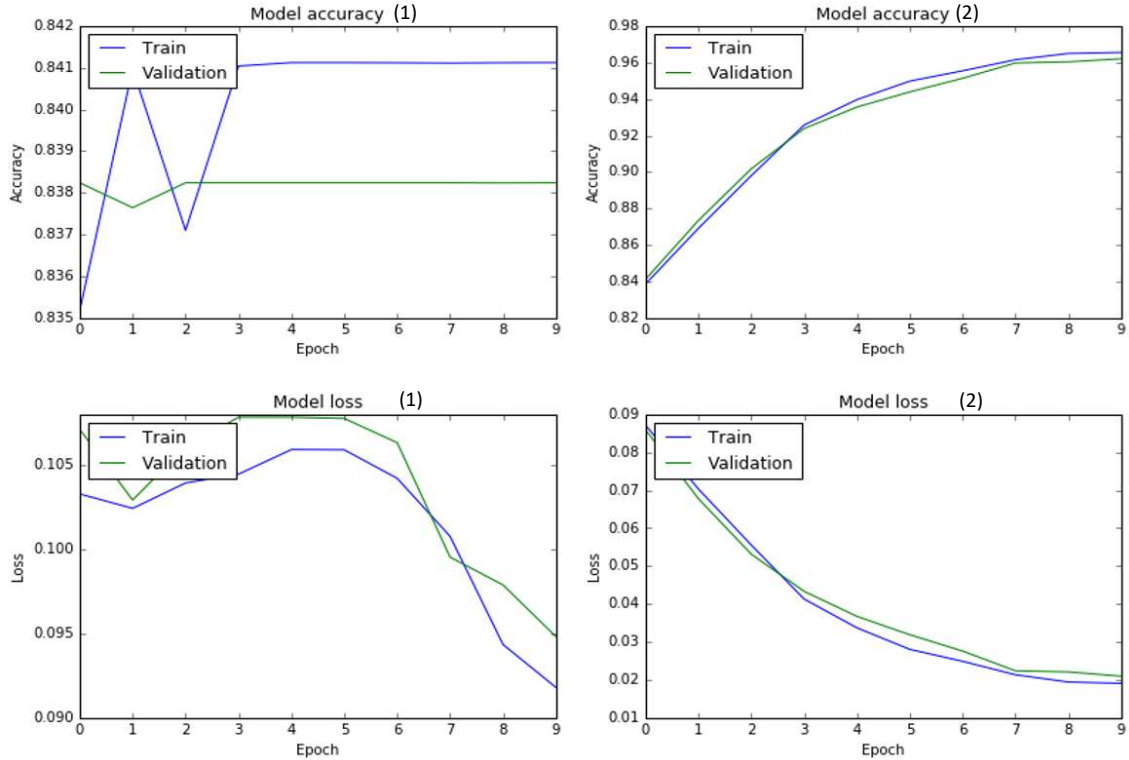 Model accuracy (1)
0.842
0.841
0.840
0.839
0.838
0.837
0.836
0.835
Accuracy
Train
Validation
0 1 2 3 4 5 6 7 8 9
Epoch
Model accuracy (2)
0.98
0.96
0.94
0.92
0.90
0.88
0.86
0.84
0.82
Accuracy
Train
Validation
0 1 2 3 4 5 6 7 8 9
Epoch
Model loss (1)
0.105
0.100
0.095
0.090
Loss
Train
Validation
0 1 2 3 4 5 6 7 8 9
Epoch
Model loss (2)
0.09
0.08
0.07
0.06
0.05
0.04
0.03
0.02
0.01
Loss
Train
Validation
0 1 2 3 4 5 6 7 8 9
Epoch